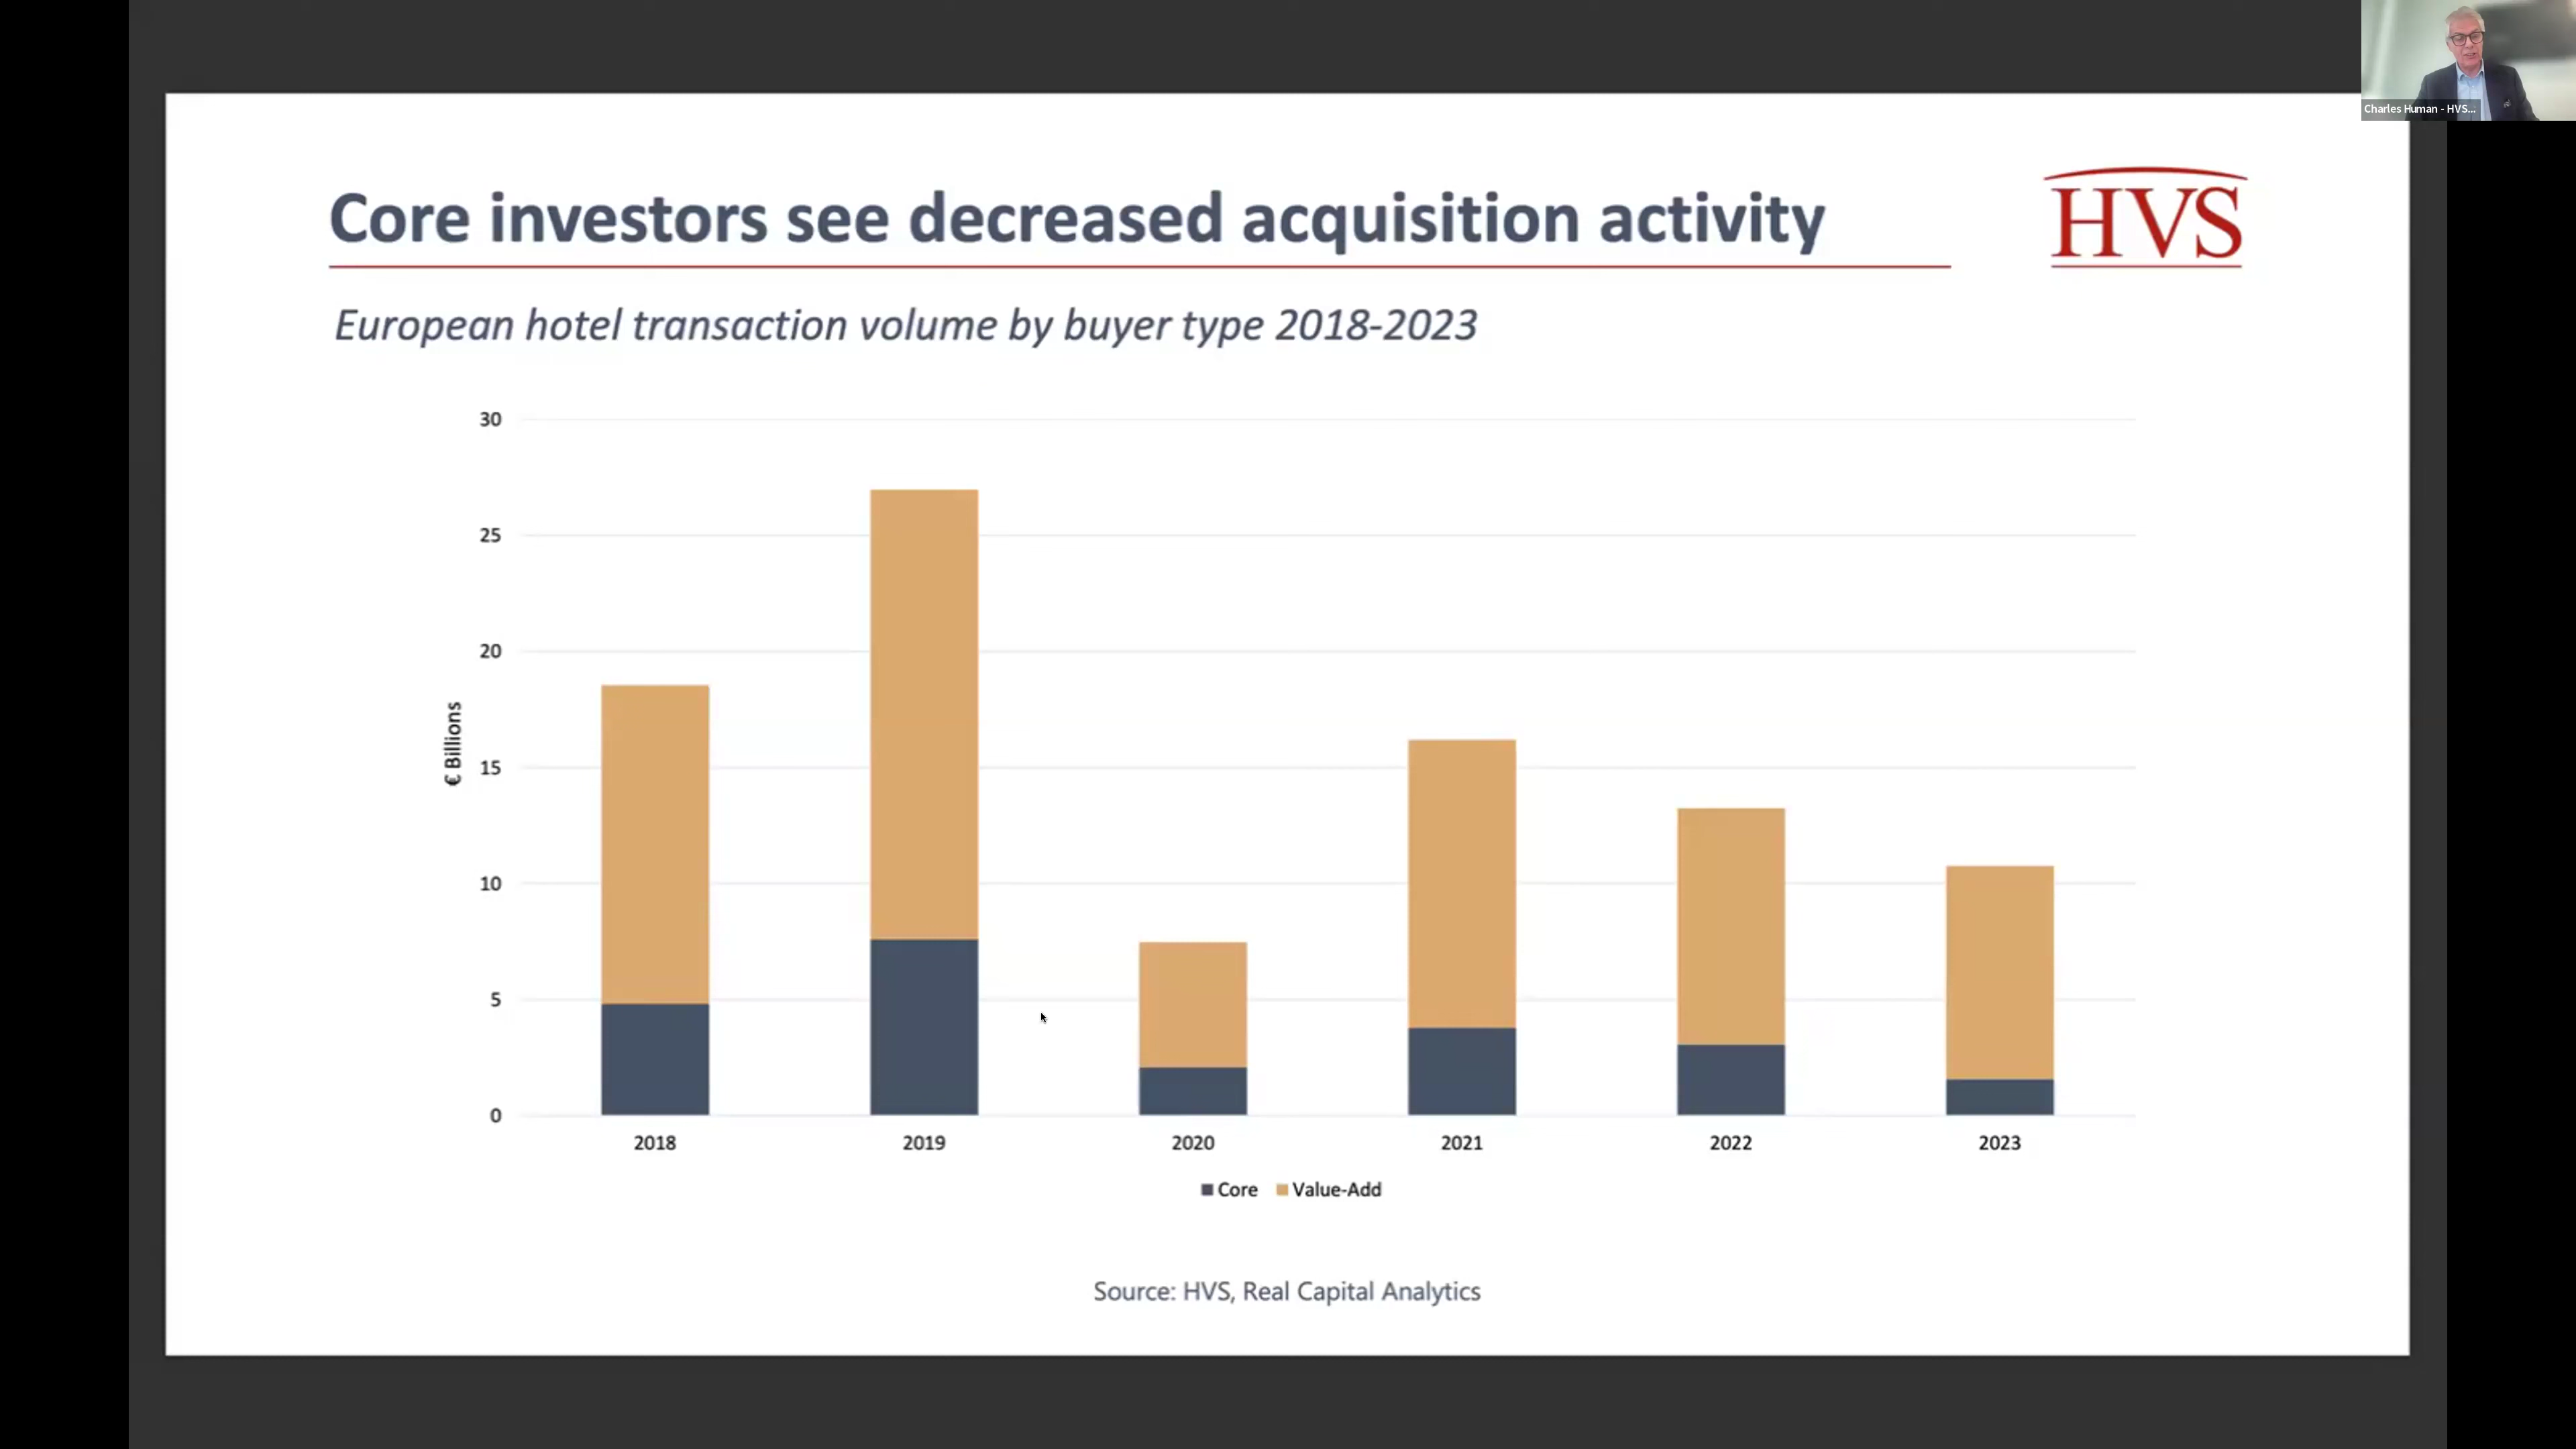 Charles Human - HVS...
Core investors see decreased acquisition activity
HVS
European hotel transaction volume by buyer type 2018-2023
€ Billions
30
25
20
15
10
5
0
2018 2019 2020 2021 2022 2023
Core Value-Add
Source: HVS, Real Capital Analytics